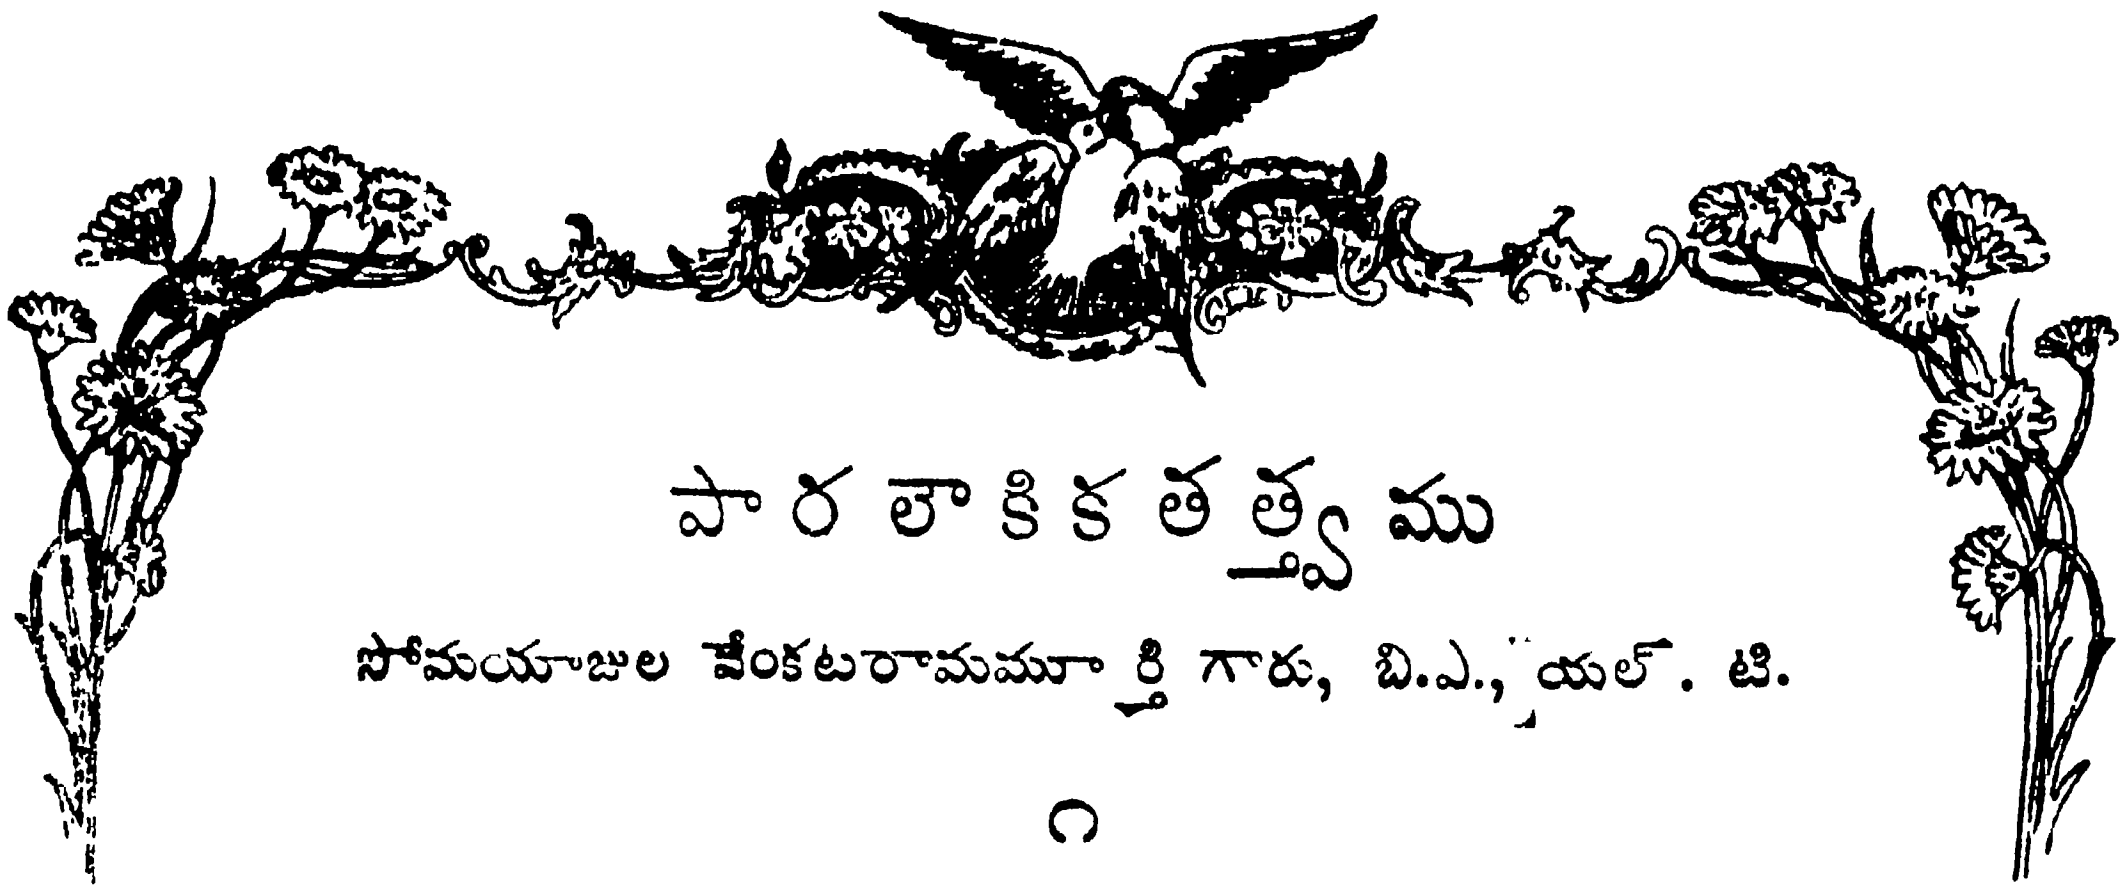 పారలౌకికతత్త్వము
సోమయాజుల వేంకటరామమూర్తి గారు, బి.ఎ., యల్. టి.
౧